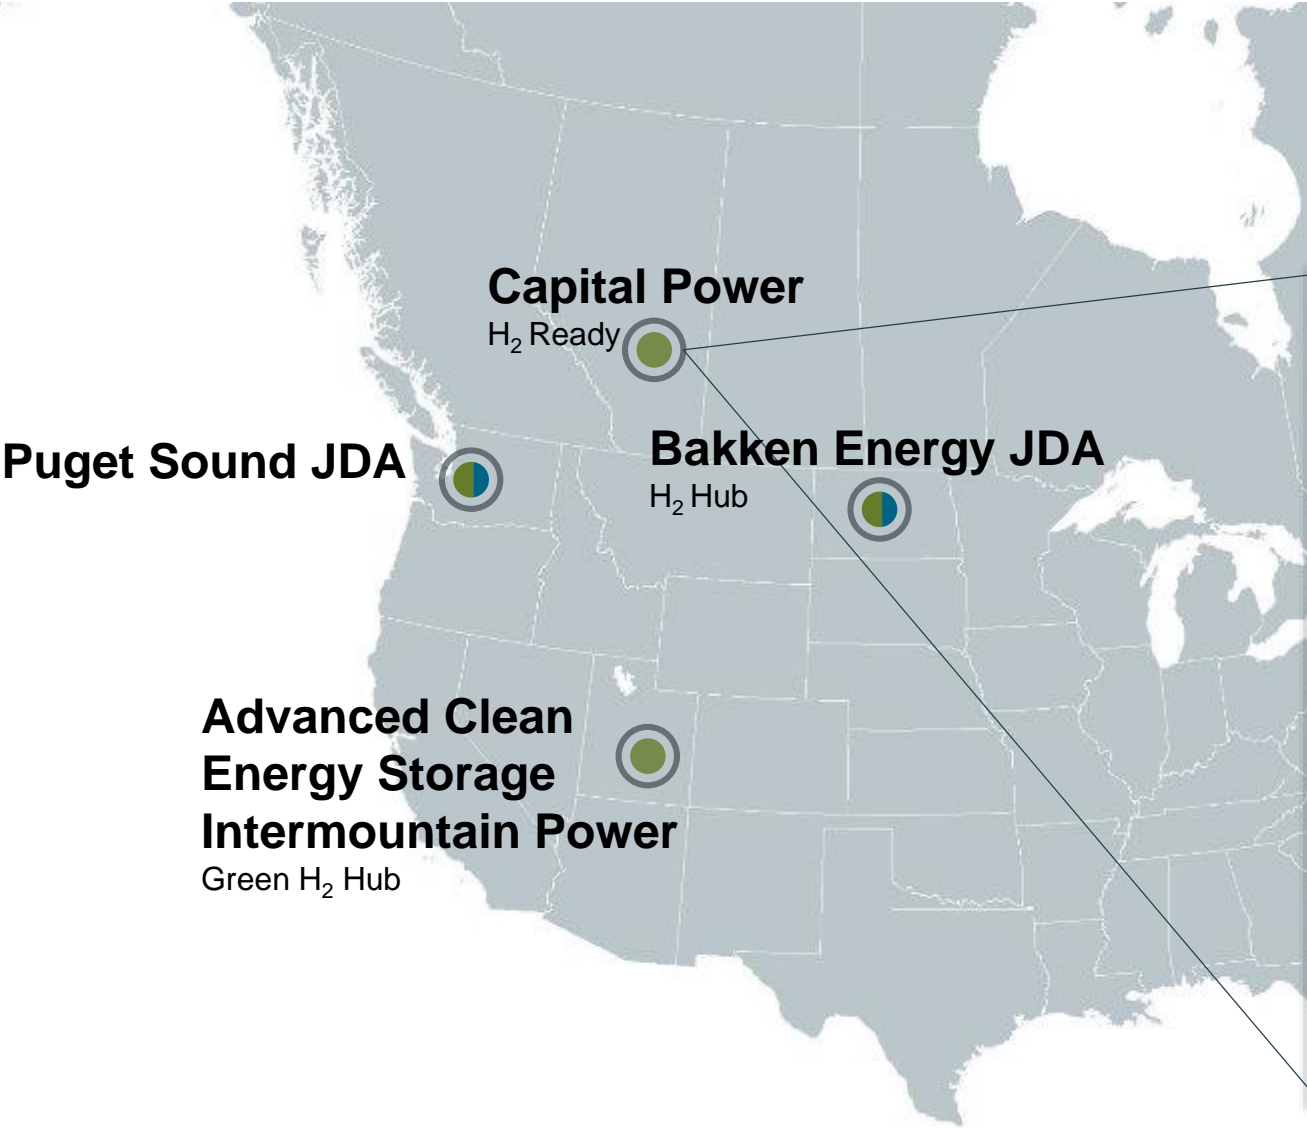 Capital Power
H₂ Ready
Puget Sound JDA
Bakken Energy JDA
H₂ Hub
Advanced Clean
Energy Storage
Intermountain Power
Green H₂ Hub